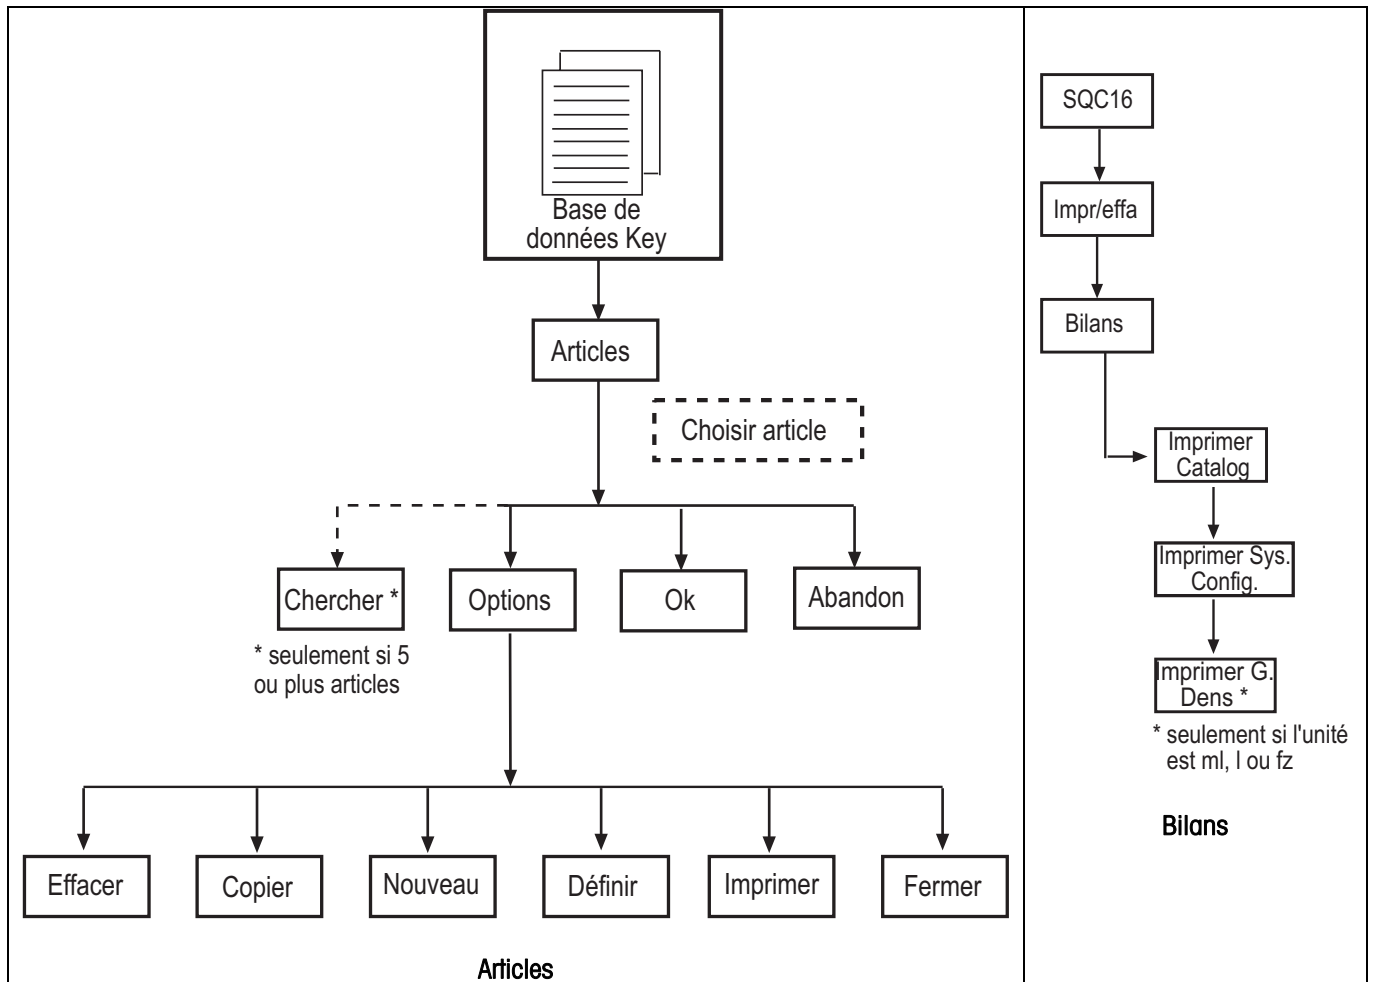 Base de
données Key
Articles
Choisir article
Chercher *
Options
Ok
Abandon
* seulement si 5
ou plus articles
Effacer
Copier
Nouveau
Définir
Imprimer
Fermer
Articles
SQC16
Impr/effa
Bilans
Imprimer
Catalog
Imprimer Sys.
Config.
Imprimer G.
Dens *
* seulement si l'unité
est ml, l ou fz
Bilans